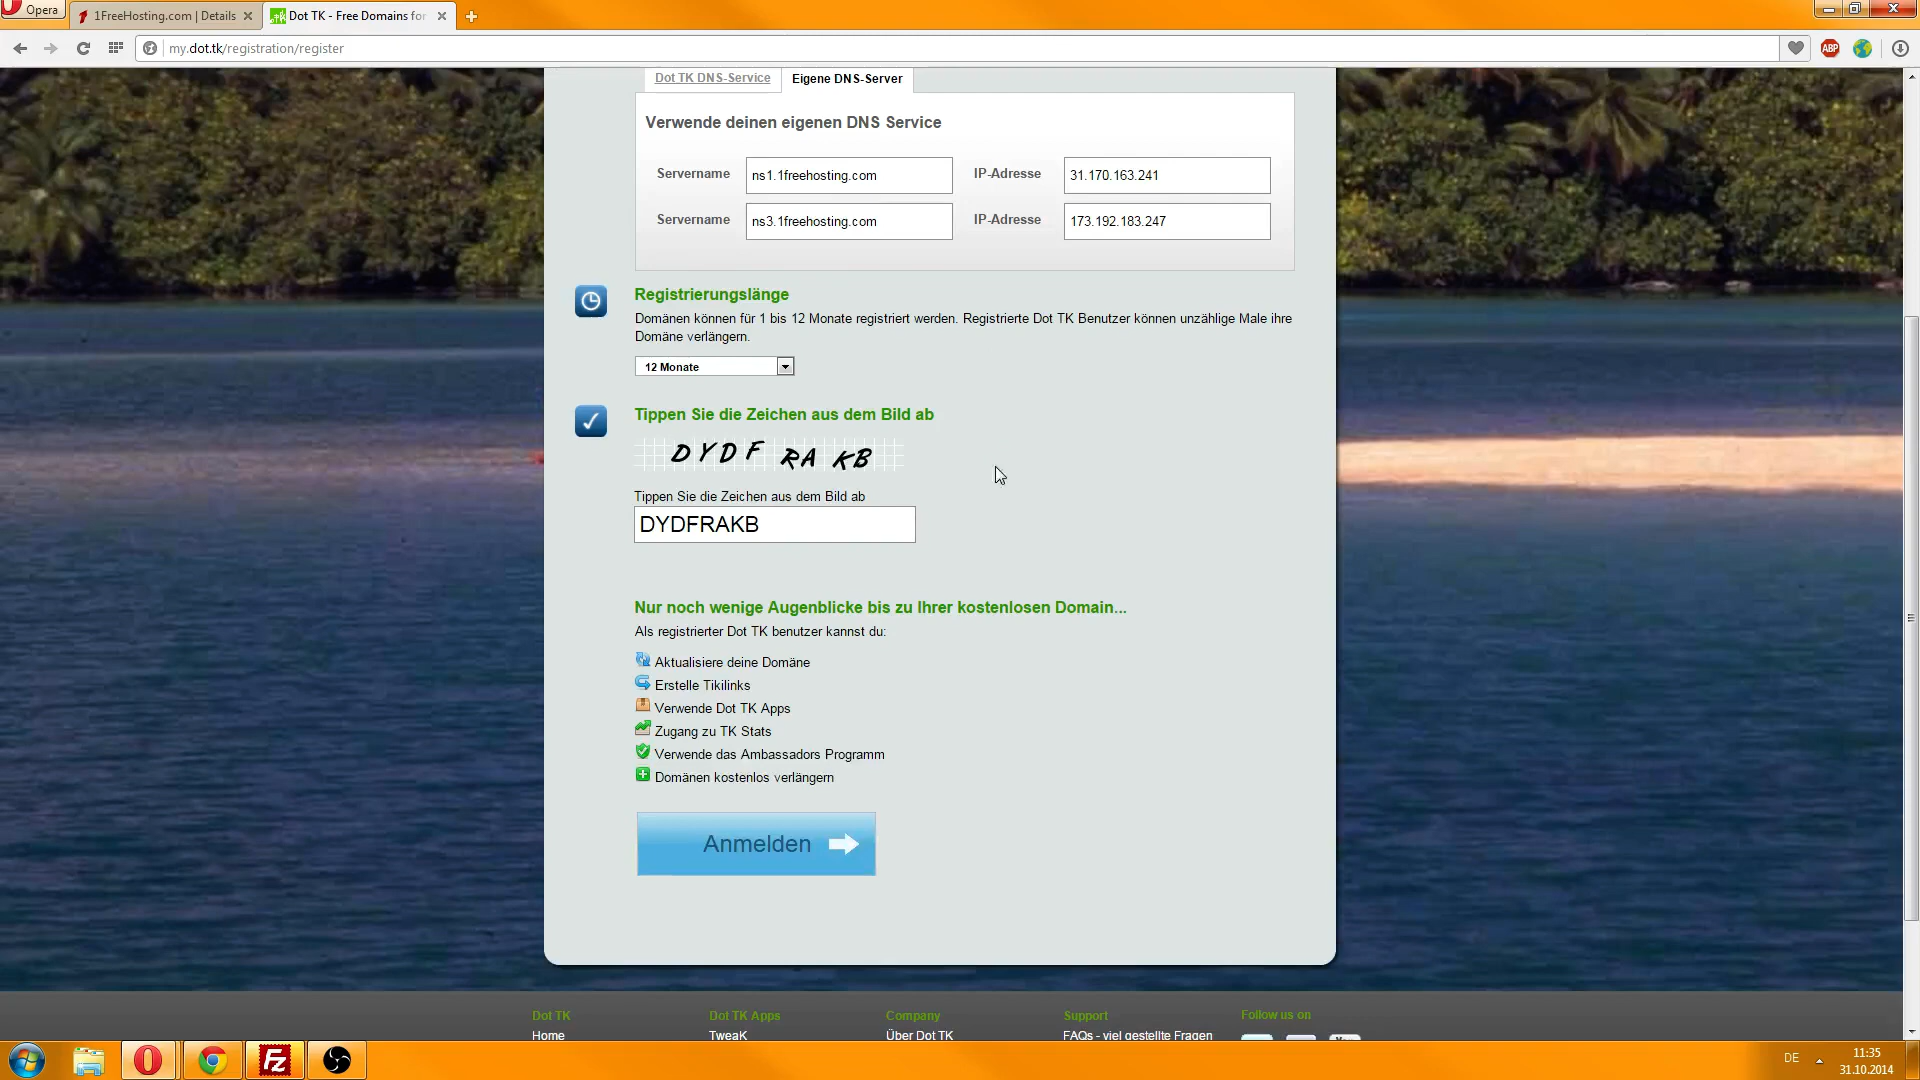 Opera
1FreeHosting.com | Details
Dot TK - Free Domains for
my.dot.tk/registration/register
ABP
Dot TK DNS-Service
Eigene DNS-Server
Verwende deinen eigenen DNS Service
Servername ns1.1freehosting.com IP-Adresse 31.170.163.241
Servername ns3.1freehosting.com IP-Adresse 173.192.183.247
Registrierungslänge
Domänen können für 1 bis 12 Monate registriert werden. Registrierte Dot TK Benutzer können unzählige Male ihre
Domäne verlängern.
12 Monate
Tippen Sie die Zeichen aus dem Bild ab
DYDF RA KB
Tippen Sie die Zeichen aus dem Bild ab
DYDFRAKB
Nur noch wenige Augenblicke bis zu Ihrer kostenlosen Domain...
Als registrierter Dot TK benutzer kannst du:
Aktualisiere deine Domäne
Erstelle Tikilinks
Verwende Dot TK Apps
Zugang zu TK Stats
Verwende das Ambassadors Programm
Domänen kostenlos verlängern
Anmelden
Dot TK Dot TK Apps Company Support Follow us on
Home TweaK Über Dot TK FAQs - viel gestellte Fragen
Fz
DE
11:35
31.10.2014